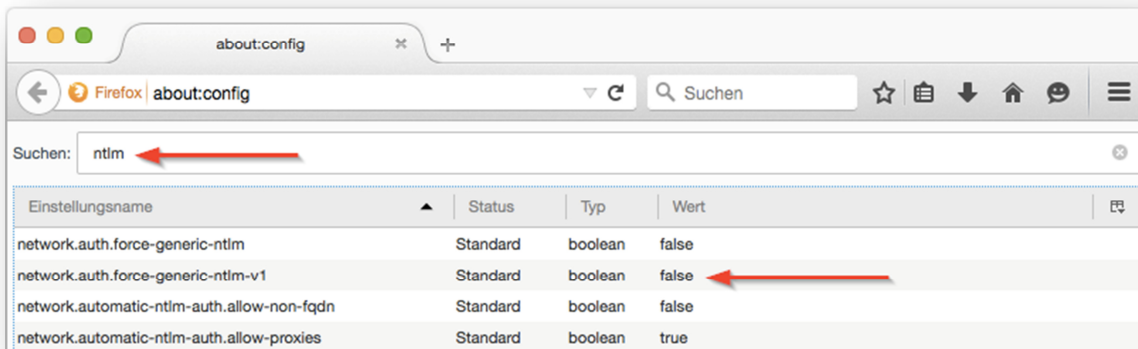 about:config
Firefox about:config Suchen
Suchen: ntlm
Einstellungsname Status Typ Wert
network.auth.force-generic-ntlm Standard boolean false
network.auth.force-generic-ntlm-v1 Standard boolean false
network.automatic-ntlm-auth.allow-non-fqdn Standard boolean false
network.automatic-ntlm-auth.allow-proxies Standard boolean true